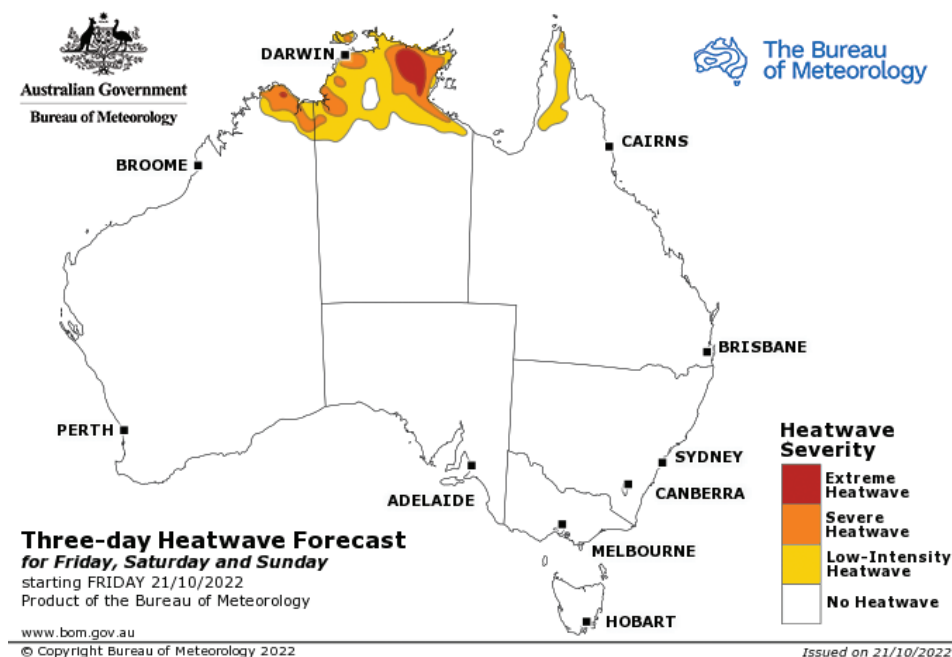 Australian Government
Bureau of Meteorology
The Bureau
of Meteorology
DARWIN
BROOME
CAIRNS
BRISBANE
PERTH
ADELAIDE
SYDNEY
CANBERRA
MELBOURNE
HOBART
Heatwave
Severity
Extreme
Heatwave
Severe
Heatwave
Low-Intensity
Heatwave
No Heatwave
Three-day Heatwave Forecast
for Friday, Saturday and Sunday
starting FRIDAY 21/10/2022
Product of the Bureau of Meteorology
www.bom.gov.au
© Copyright Bureau of Meteorology 2022
Issued on 21/10/2022